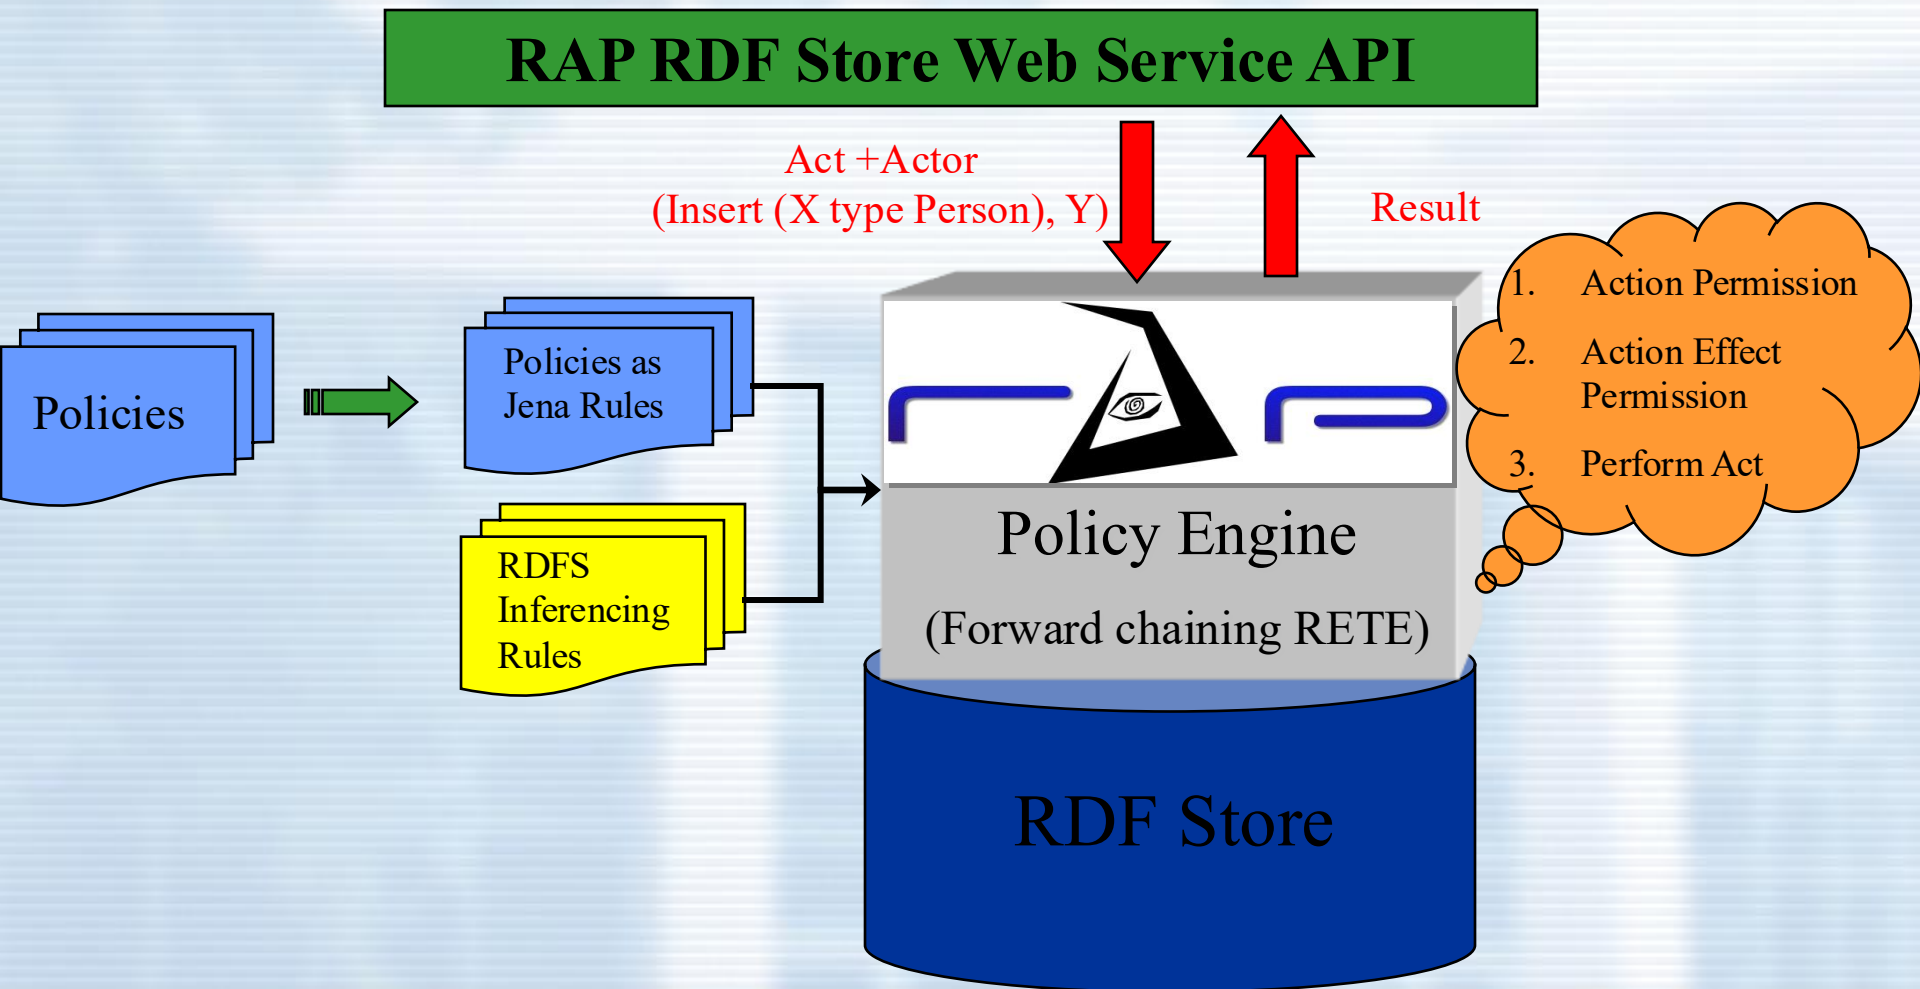 RAP RDF Store Web Service API
Act +Actor
(Insert (X type Person), Y)
Result
1. Action Permission
2. Action Effect
Permission
3. Perform Act
Policies
Policies as
Jena Rules
RDFS
Inferencing
Rules
rap
Policy Engine
(Forward chaining RETE)
RDF Store